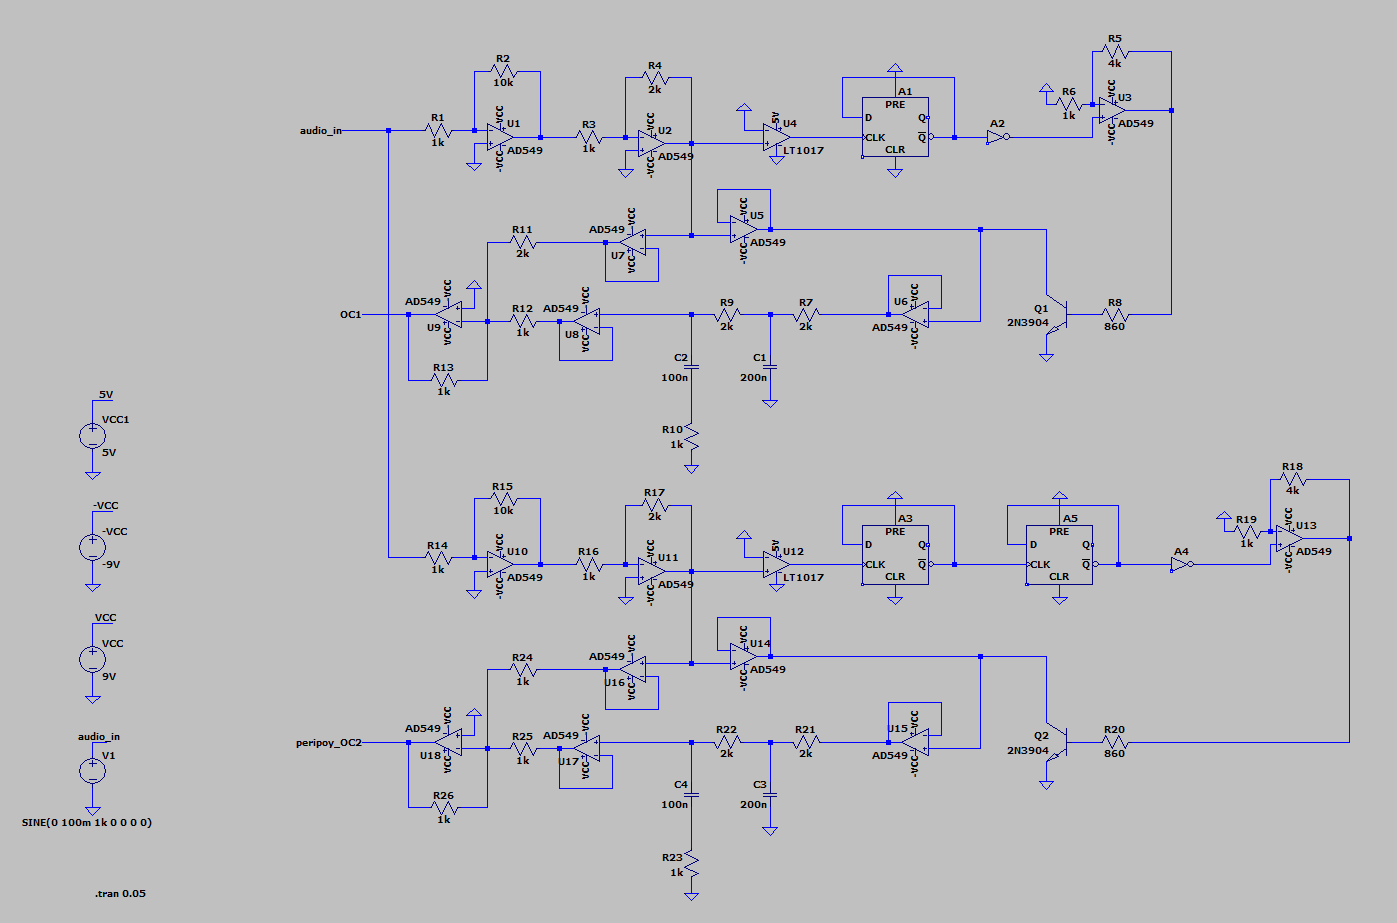 audio_in
R1
1k
R2
10k
VCC
U1
AD549
-VCC
R3
1k
R4
2k
VCC
U2
AD549
-VCC
5V
U4
LT1017
A1
PRE
D
Q
CLK
Q
CLR
A2
R5
4k
R6
1k
VCC
U3
AD549
-VCC
R11
2k
AD549
VCC
U7
-VCC
VCC
U5
AD549
-VCC
OC1
AD549
VCC
U9
-VCC
R12
1k
AD549
VCC
U8
-VCC
R13
1k
R9
2k
R7
2k
VCC
U6
AD549
-VCC
Q1
2N3904
R8
860
C2
100n
C1
200n
R10
1k
5V
VCC1
5V
-VCC
-VCC
-9V
VCC
VCC
9V
audio_in
V1
SINE(0 100m 1k 0 0 0 0)
.tran 0.05
R14
1k
R15
10k
VCC
U10
AD549
-VCC
R16
1k
R17
2k
VCC
U11
AD549
-VCC
5V
U12
LT1017
A3
PRE
D
Q
CLK
Q
CLR
A5
PRE
D
Q
CLK
Q
CLR
A4
R18
4k
R19
1k
VCC
U13
AD549
-VCC
R24
1k
AD549
VCC
U16
-VCC
VCC
U14
AD549
-VCC
peripoy_OC2
AD549
VCC
U18
-VCC
R25
1k
AD549
VCC
U17
-VCC
R26
1k
R22
2k
R21
2k
VCC
U15
AD549
-VCC
Q2
2N3904
R20
860
C4
100n
C3
200n
R23
1k